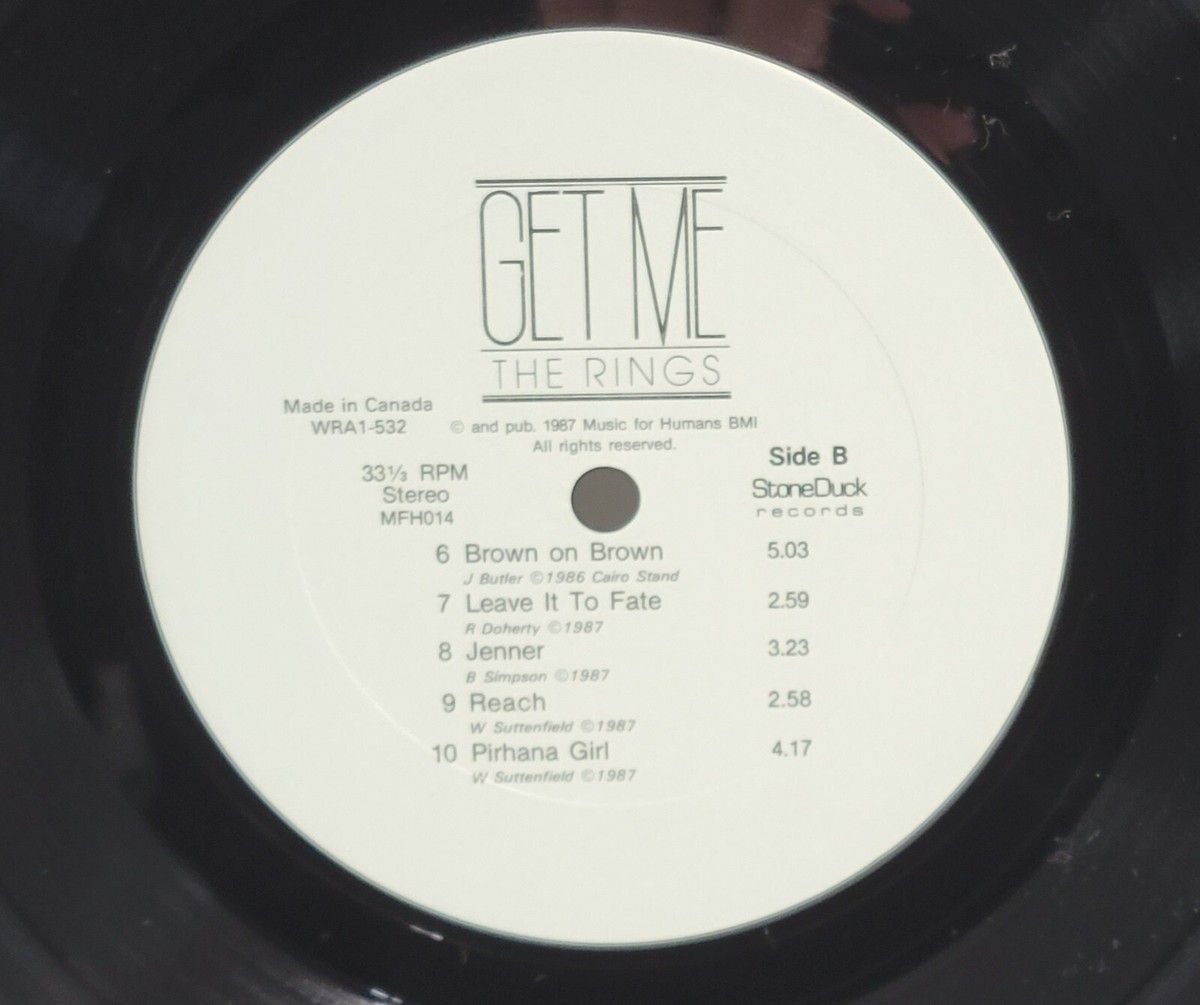 GET ME
THE RINGS
Made in Canada
WRA1-532
© and pub. 1987 Music for Humans BMI
All rights reserved.
33⅓ RPM
Stereo
MFH014
Side B
StoneDuck
records
6 Brown on Brown 5.03
J Butler ©1986 Cairo Stand
7 Leave It To Fate 2.59
R Doherty ©1987
8 Jenner 3.23
B Simpson ©1987
9 Reach 2.58
W Suttenfield ©1987
10 Pirhana Girl 4.17
W Suttenfield ©1987